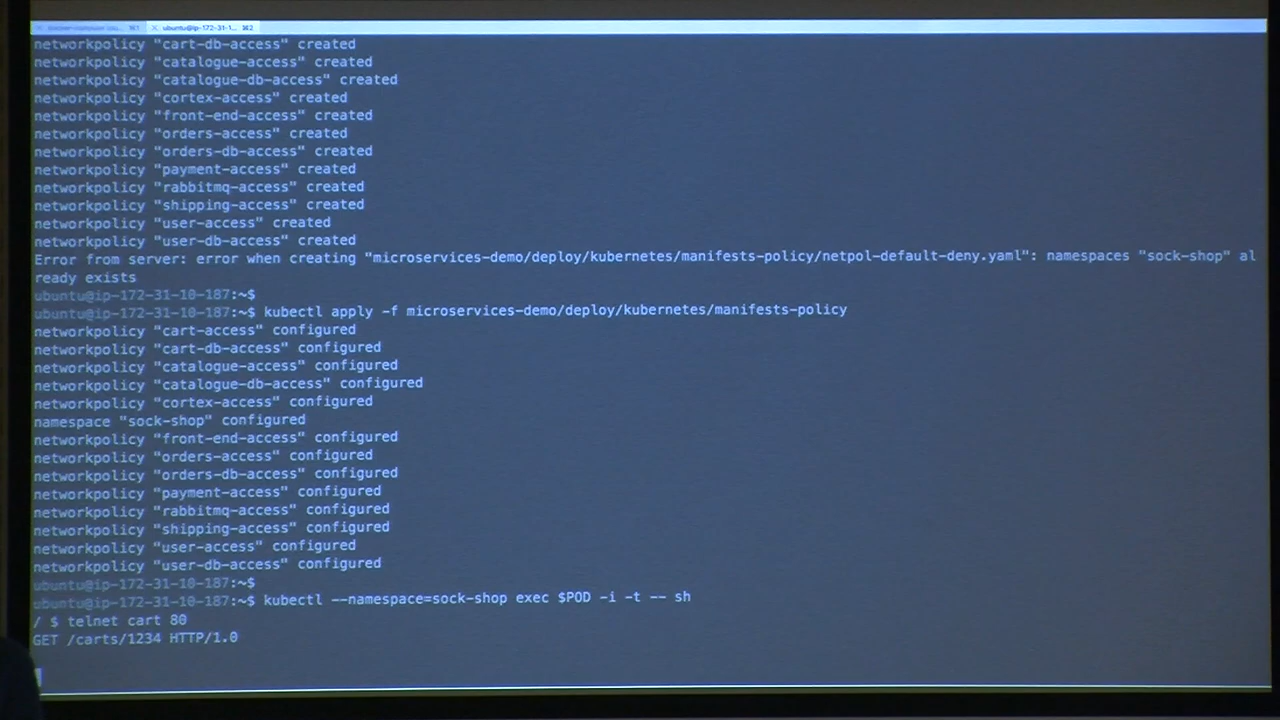 ubuntu@ip-172-31-1... ⌘2
networkpolicy "cart-db-access" created
networkpolicy "catalogue-access" created
networkpolicy "catalogue-db-access" created
networkpolicy "cortex-access" created
networkpolicy "front-end-access" created
networkpolicy "orders-access" created
networkpolicy "orders-db-access" created
networkpolicy "payment-access" created
networkpolicy "rabbitmq-access" created
networkpolicy "shipping-access" created
networkpolicy "user-access" created
networkpolicy "user-db-access" created
Error from server: error when creating "microservices-demo/deploy/kubernetes/manifests-policy/netpol-default-deny.yaml": namespaces "sock-shop" al
ready exists
ubuntu@ip-172-31-10-187:~$
ubuntu@ip-172-31-10-187:~$ kubectl apply -f microservices-demo/deploy/kubernetes/manifests-policy
networkpolicy "cart-access" configured
networkpolicy "cart-db-access" configured
networkpolicy "catalogue-access" configured
networkpolicy "catalogue-db-access" configured
networkpolicy "cortex-access" configured
namespace "sock-shop" configured
networkpolicy "front-end-access" configured
networkpolicy "orders-access" configured
networkpolicy "orders-db-access" configured
networkpolicy "payment-access" configured
networkpolicy "rabbitmq-access" configured
networkpolicy "shipping-access" configured
networkpolicy "user-access" configured
networkpolicy "user-db-access" configured
ubuntu@ip-172-31-10-187:~$
ubuntu@ip-172-31-10-187:~$ kubectl --namespace=sock-shop exec $POD -i -t -- sh
/ $ telnet cart 80
GET /carts/1234 HTTP/1.0